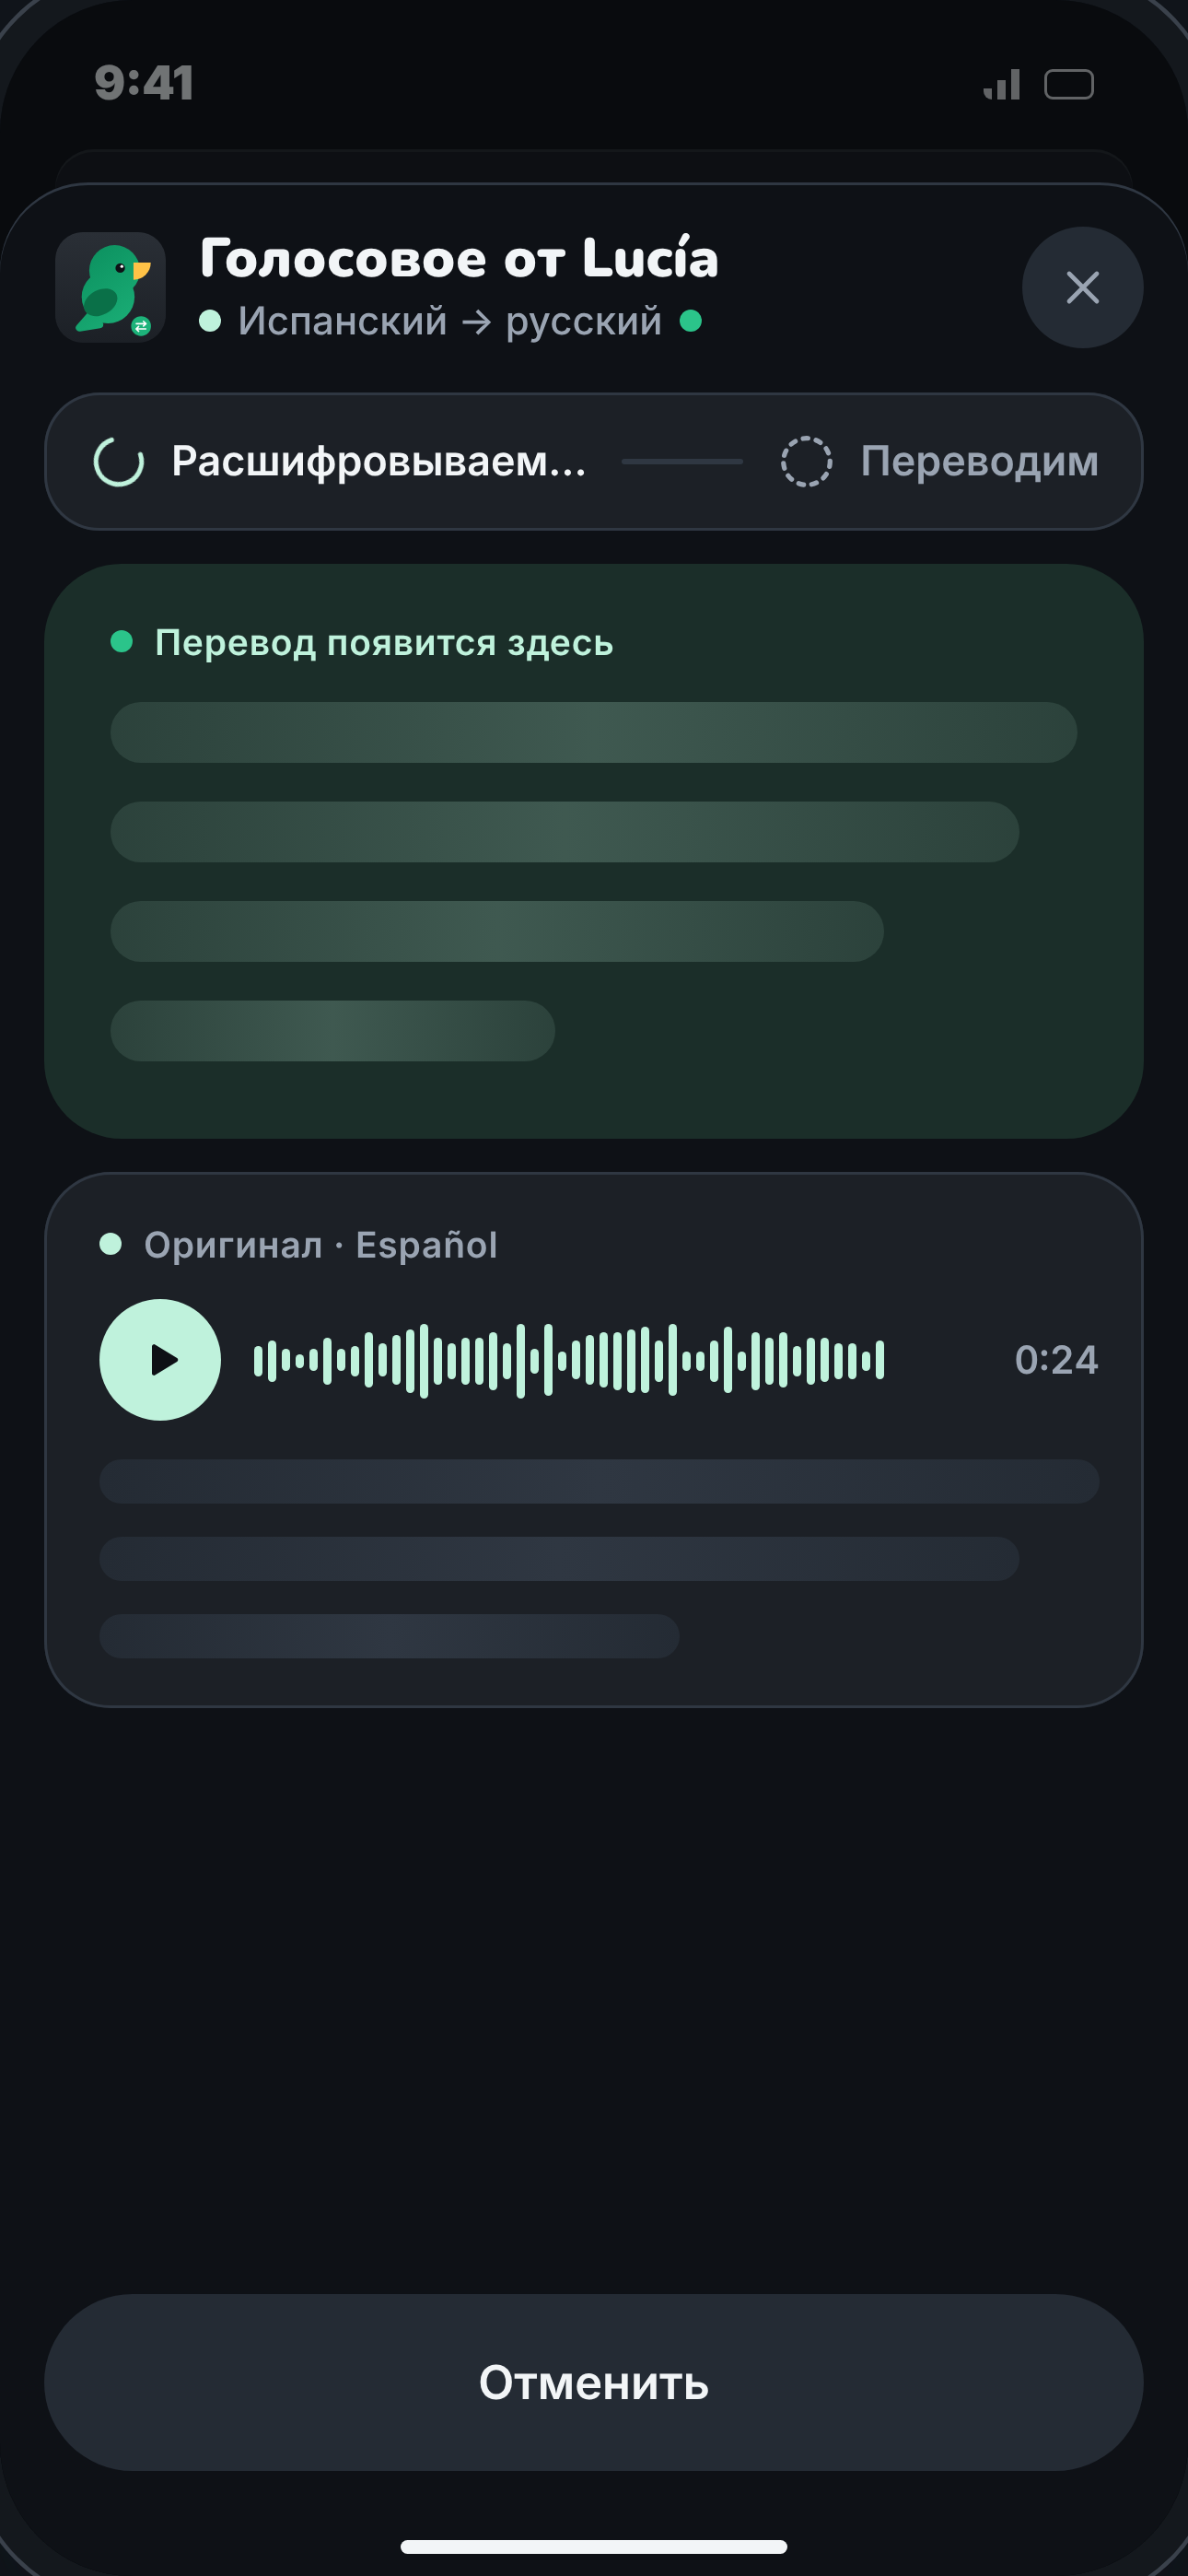 9:41
Голосовое от Lucía
Испанский → русский
Расшифровываем...
Переводим
Перевод появится здесь
Оригинал · Español
0:24
Отменить